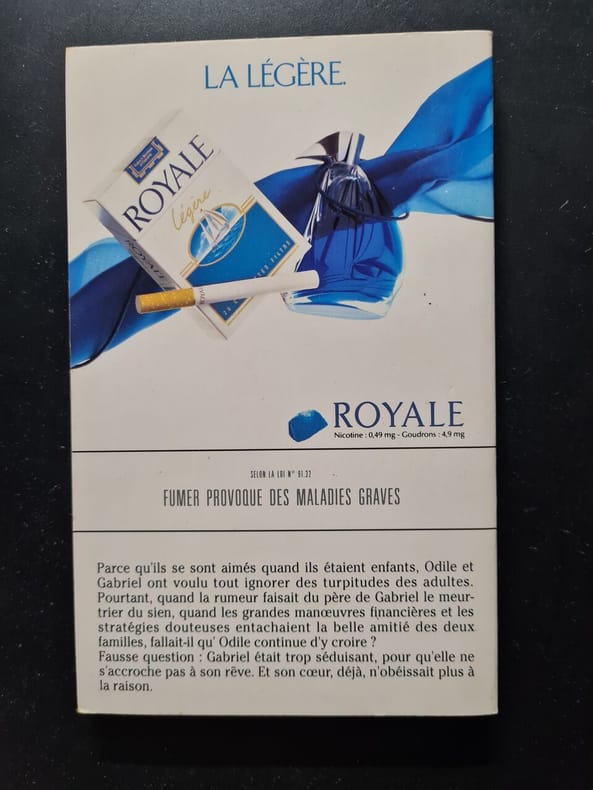 LA LÉGÈRE.
ROYALE
Légère
ROYALE
ROYALE
Nicotine : 0,49 mg - Goudrons : 4,9 mg
SELON LA LOI N° 91.32
FUMER PROVOQUE DES MALADIES GRAVES
Parce qu'ils se sont aimés quand ils étaient enfants, Odile et
Gabriel ont voulu tout ignorer des turpitudes des adultes.
Pourtant, quand la rumeur faisait du père de Gabriel le meur-
trier du sien, quand les grandes manœuvres financières et les
stratégies douteuses entachaient la belle amitié des deux
familles, fallait-il qu' Odile continue d'y croire ?
Fausse question : Gabriel était trop séduisant, pour qu'elle ne
s'accroche pas à son rêve. Et son cœur, déjà, n'obéissait plus à
la raison.